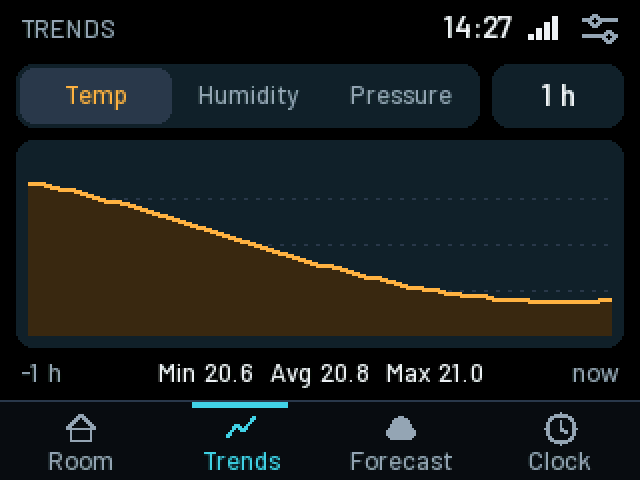 TRENDS 14:27
Temp Humidity Pressure 1 h
-1 h Min 20.6 Avg 20.8 Max 21.0 now
Room Trends Forecast Clock